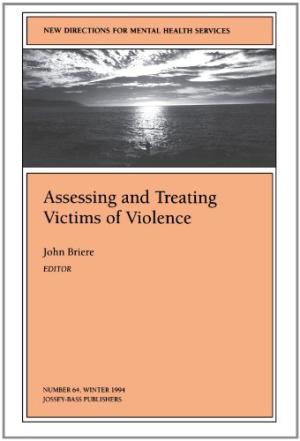 NEW DIRECTIONS FOR MENTAL HEALTH SERVICES
Assessing and Treating
Victims of Violence
John Briere
EDITOR
NUMBER 64, WINTER 1994
JOSSEY-BASS PUBLISHERS